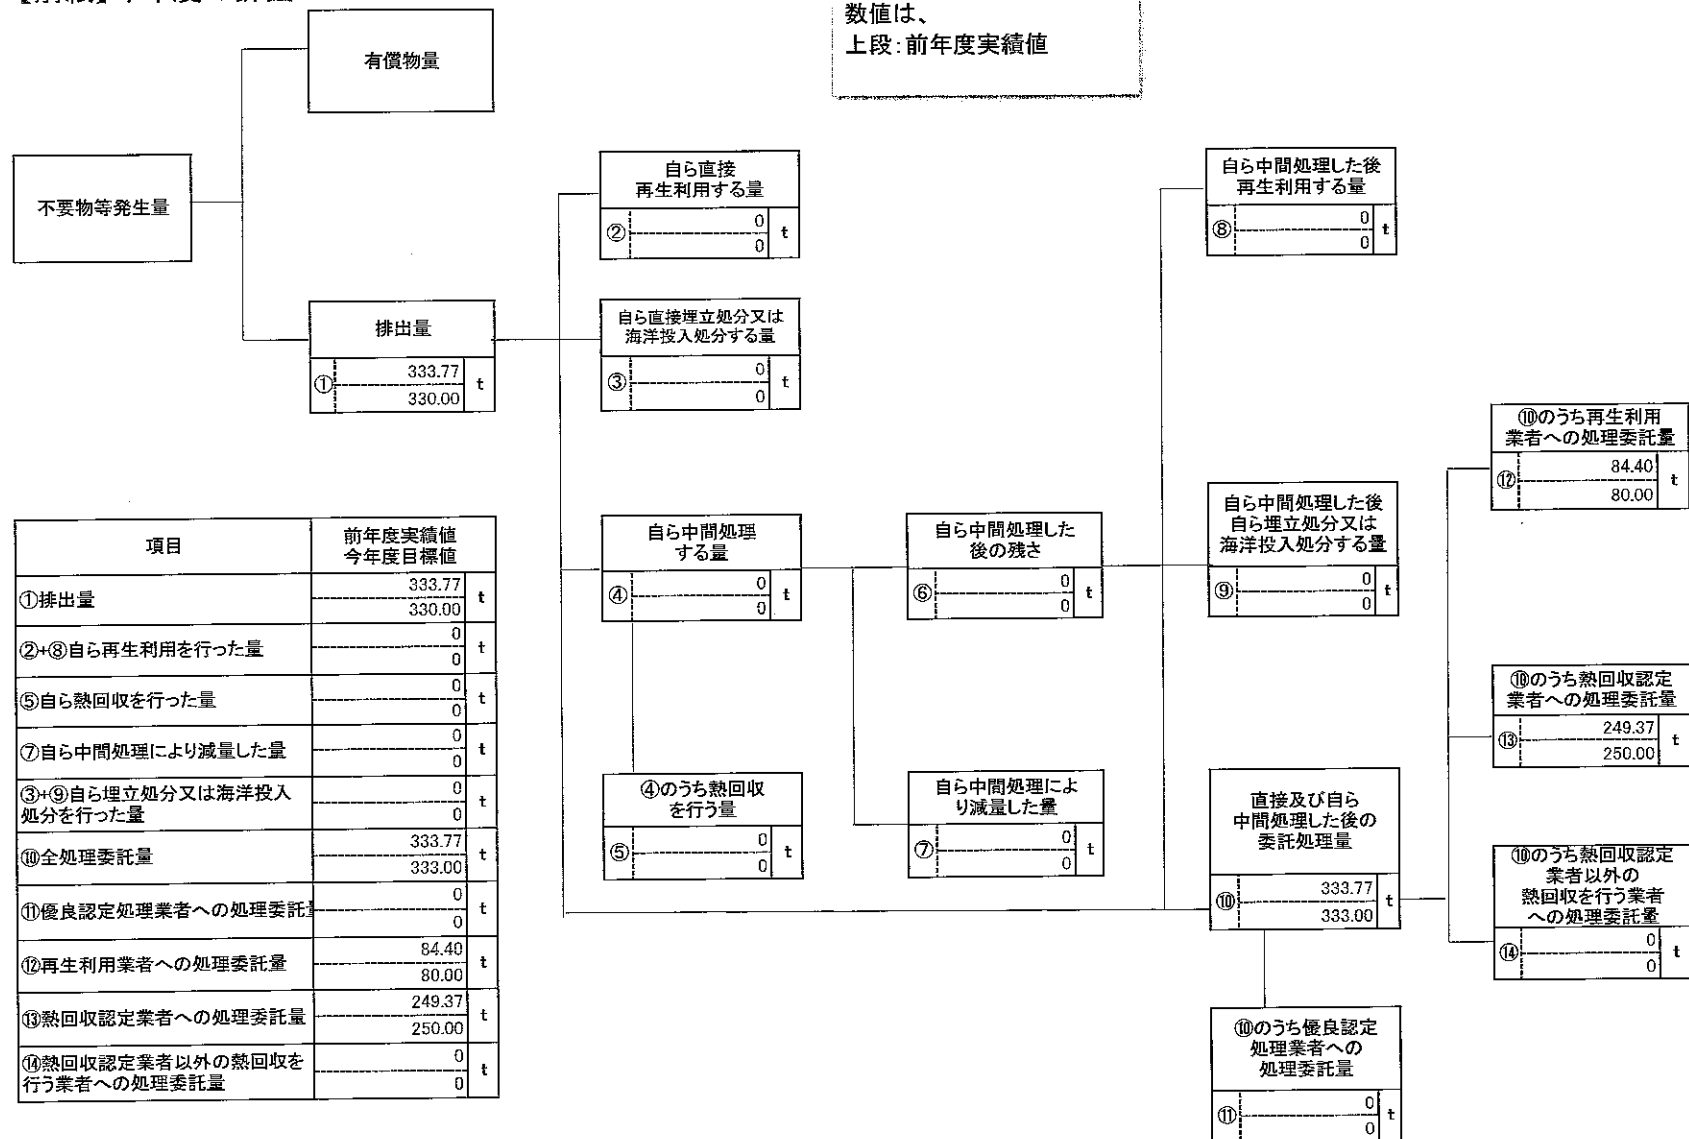 数値は、
上段:前年度実績値
有償物量
不要物等発生量
排出量
① 333.77 t
330.00
自ら直接
再生利用する量
② 0 t
0
自ら直接埋立処分又は
海洋投入処分する量
③ 0 t
0
自ら中間処理した後
再生利用する量
⑧ 0 t
0
自ら中間処理
する量
④ 0 t
0
自ら中間処理した
後の残さ
⑥ 0 t
0
自ら中間処理した後
自ら埋立処分又は
海洋投入処分する量
⑨ 0 t
0
④のうち熱回収
を行う量
⑤ 0 t
0
自ら中間処理によ
り減量した量
⑦ 0 t
0
直接及び自ら
中間処理した後の
委託処理量
⑩ 333.77 t
333.00
⑩のうち優良認定
処理業者への
処理委託量
⑪ 0 t
0
⑩のうち再生利用
業者への処理委託量
⑫ 84.40 t
80.00
⑩のうち熱回収認定
業者への処理委託量
⑬ 249.37 t
250.00
⑩のうち熱回収認定
業者以外の
熱回収を行う業者
への処理委託量
⑭ 0 t
0
項目 前年度実績値
今年度目標値
①排出量 333.77 t
330.00
②+⑧自ら再生利用を行った量 0 t
0
⑤自ら熱回収を行った量 0 t
0
⑦自ら中間処理により減量した量 0 t
0
③+⑨自ら埋立処分又は海洋投入
処分を行った量 0 t
0
⑩全処理委託量 333.77 t
333.00
⑪優良認定処理業者への処理委託 0 t
0
⑫再生利用業者への処理委託量 84.40 t
80.00
⑬熱回収認定業者への処理委託量 249.37 t
250.00
⑭熱回収認定業者以外の熱回収を
行う業者への処理委託量 0 t
0